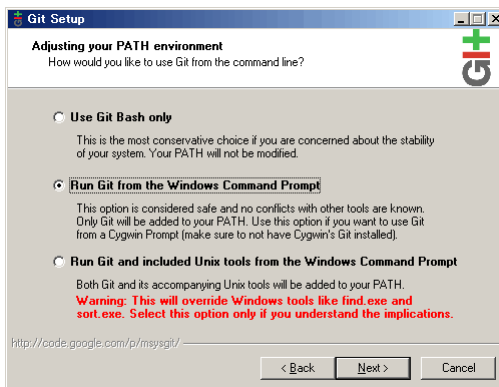 Git Setup
Adjusting your PATH environment
How would you like to use Git from the command line?
GIt
Use Git Bash only
This is the most conservative choice if you are concerned about the stability
of your system. Your PATH will not be modified.
Run Git from the Windows Command Prompt
This option is considered safe and no conflicts with other tools are known.
Only Git will be added to your PATH. Use this option if you want to use Git
from a Cygwin Prompt (make sure to not have Cygwin's Git installed).
Run Git and included Unix tools from the Windows Command Prompt
Both Git and its accompanying Unix tools will be added to your PATH.
Warning: This will override Windows tools like find.exe and
sort.exe. Select this option only if you understand the implications.
http://code.google.com/p/msysgit/
< Back
Next >
Cancel